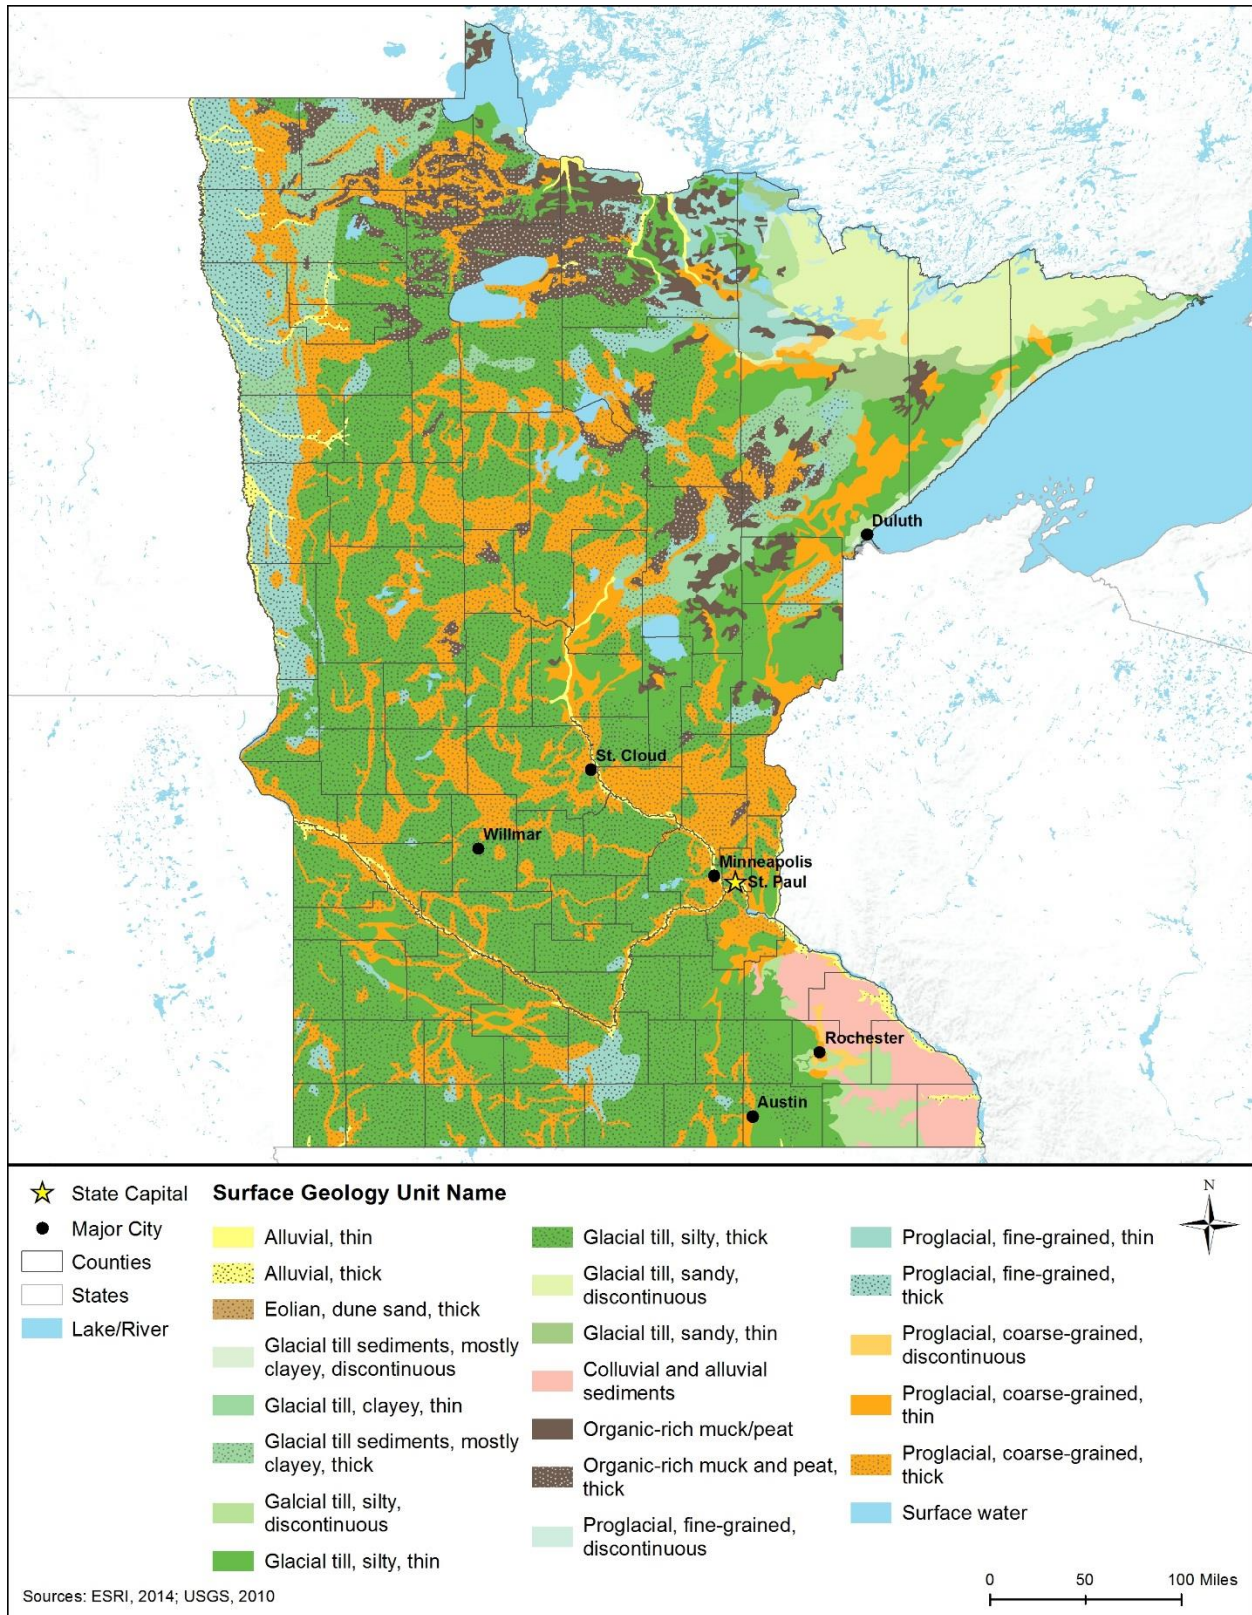 Duluth
St. Cloud
Willmar
Minneapolis
St. Paul
Rochester
Austin
State Capital
Major City
Counties
States
Lake/River
Surface Geology Unit Name
Alluvial, thin
Alluvial, thick
Eolian, dune sand, thick
Glacial till sediments, mostly
clayey, discontinuous
Glacial till, clayey, thin
Glacial till sediments, mostly
clayey, thick
Galcial till, silty,
discontinuous
Glacial till, silty, thin
Glacial till, silty, thick
Glacial till, sandy,
discontinuous
Glacial till, sandy, thin
Colluvial and alluvial
sediments
Organic-rich muck/peat
Organic-rich muck and peat,
thick
Proglacial, fine-grained,
discontinuous
Proglacial, fine-grained, thin
Proglacial, fine-grained,
thick
Proglacial, coarse-grained,
discontinuous
Proglacial, coarse-grained,
thin
Proglacial, coarse-grained,
thick
Surface water
N
Sources: ESRI, 2014; USGS, 2010
0 50 100 Miles